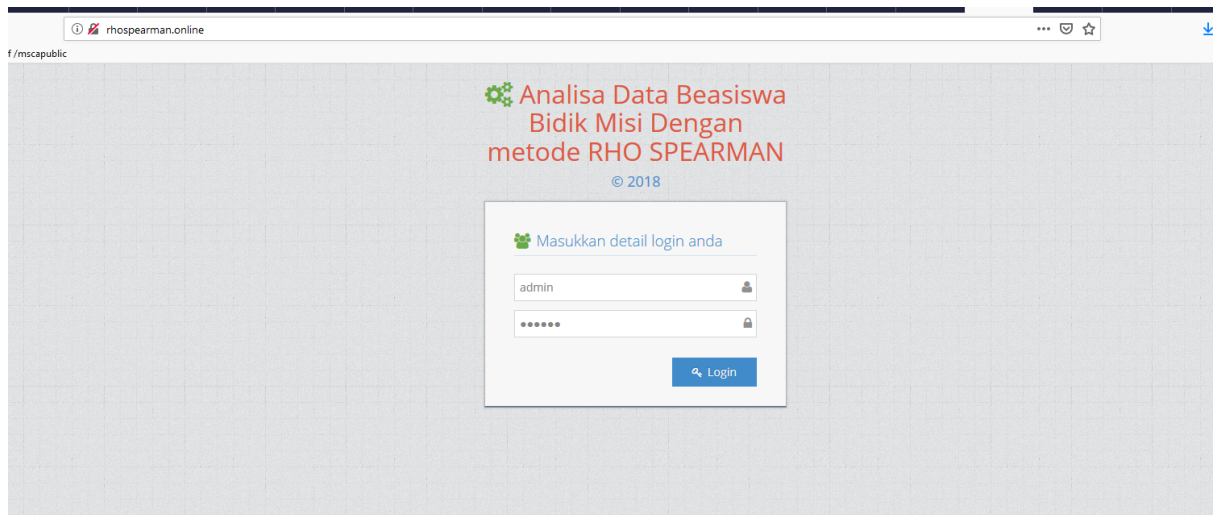 rhospearman.online
f /mscapublic
Analisa Data Beasiswa
Bidik Misi Dengan
metode RHO SPEARMAN
© 2018
Masukkan detail login anda
admin
••••••
Login